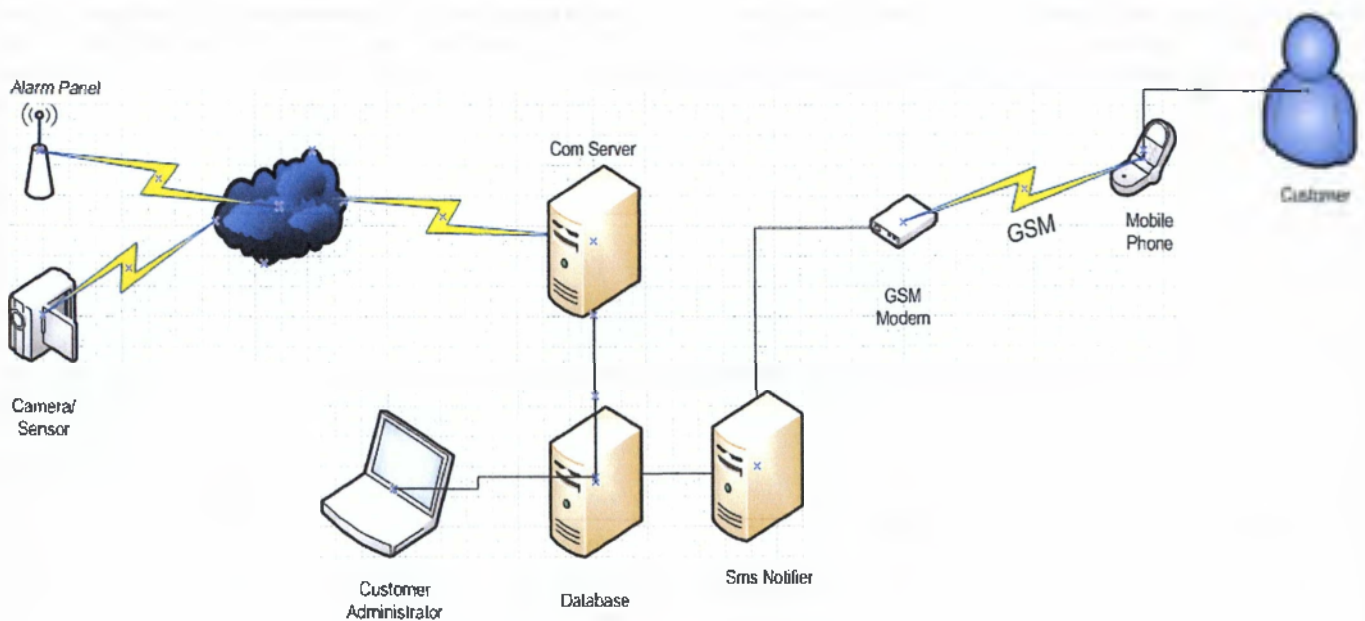 Alarm Panel
Com Server
Customer
Mobile
Phone
GSM
GSM
Modem
Camera/
Sensor
Customer
Administrator
Database
Sms Notifier